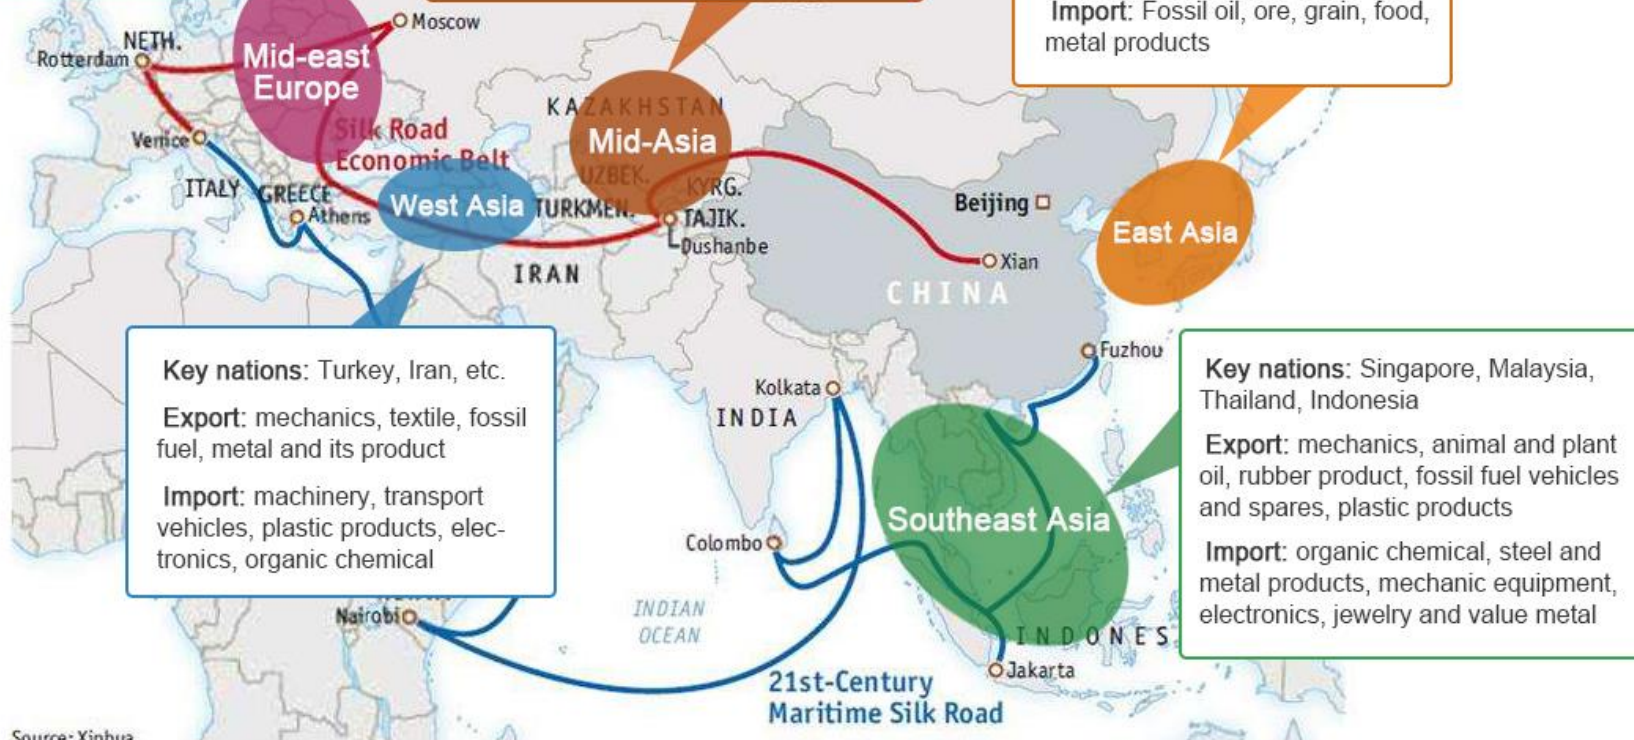 Import: Fossil oil, ore, grain, food,
metal products
Moscow
NETH.
Rotterdam
Mid-east
Europe
KAZAKHSTAN
Mid-Asia
Venice
Silk Road
Economic Belt
UZBEK.
KYRG.
ITALY
GREECE
Athens
West Asia
TURKMEN.
TAJIK.
Dushanbe
Beijing
East Asia
IRAN
Xian
CHINA
Key nations: Turkey, Iran, etc.
Export: mechanics, textile, fossil
fuel, metal and its product
Import: machinery, transport
vehicles, plastic products, elec-
tronics, organic chemical
Fuzhou
Kolkata
INDIA
Key nations: Singapore, Malaysia,
Thailand, Indonesia
Export: mechanics, animal and plant
oil, rubber product, fossil fuel vehicles
and spares, plastic products
Import: organic chemical, steel and
metal products, mechanic equipment,
electronics, jewelry and value metal
Southeast Asia
Colombo
Nairobi
INDIAN
OCEAN
INDONES
Jakarta
21st-Century
Maritime Silk Road
Source: Xinhua